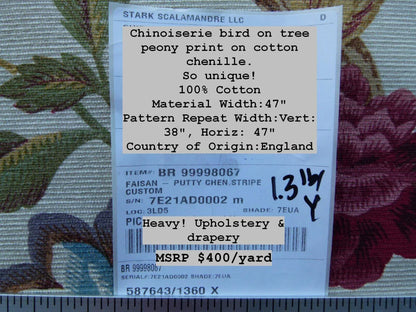 STARK SCALAMANDRE LLC D
Chinoiserie bird on tree
peony print on cotton
chenille.
So unique!
100% Cotton
Material Width:47"
Pattern Repeat Width:Vert:
38", Horiz: 47"
Country of Origin:England
ITEM#: BR 99998067
FAISAN - PUTTY CHEN.STRIPE
CUSTOM
S/N: 7E21AD0002 m
LOC: 3L05 SHADE: 7EUA
1.3 lb/
Y
PIC
Heavy! Upholstery &
drapery
MSRP $400/yard
BR 99998067
SERIAL#:7E21AD0002 SHADE:7EUA
587643/1360 X